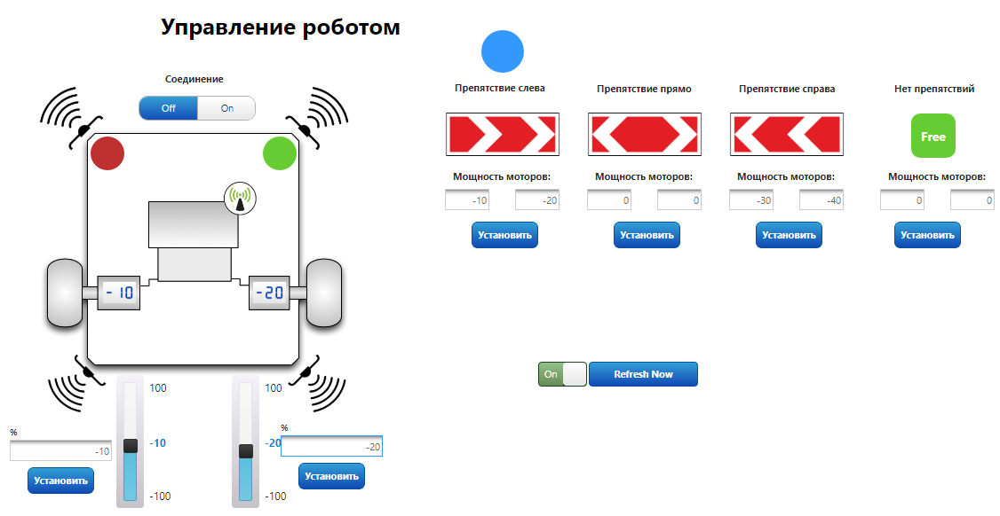 Управление роботом
Соединение
Off On
-10
-20
100
-10
-100
100
-20
-100
%
-10
Установить
%
-20
Установить
Препятствие слева
Мощность моторов:
-10 -20
Установить
Препятствие прямо
Мощность моторов:
0 0
Установить
Препятствие справа
Мощность моторов:
-30 -40
Установить
Нет препятствий
Free
Мощность моторов:
0 0
Установить
On
Refresh Now